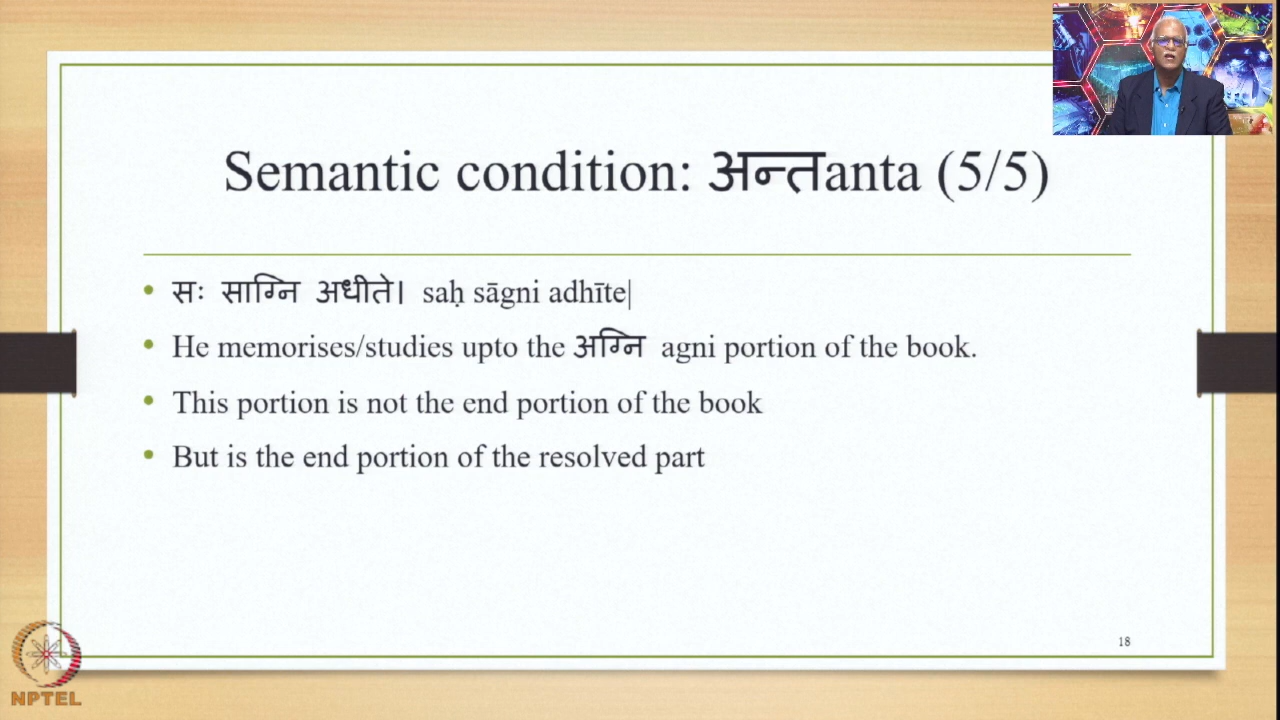 Semantic condition: अन्तanta (5/5)
• सः साग्नि अधीते। saḥ sāgni adhīte|
• He memorises/studies upto the अग्नि agni portion of the book.
• This portion is not the end portion of the book
• But is the end portion of the resolved part
18
NPTEL